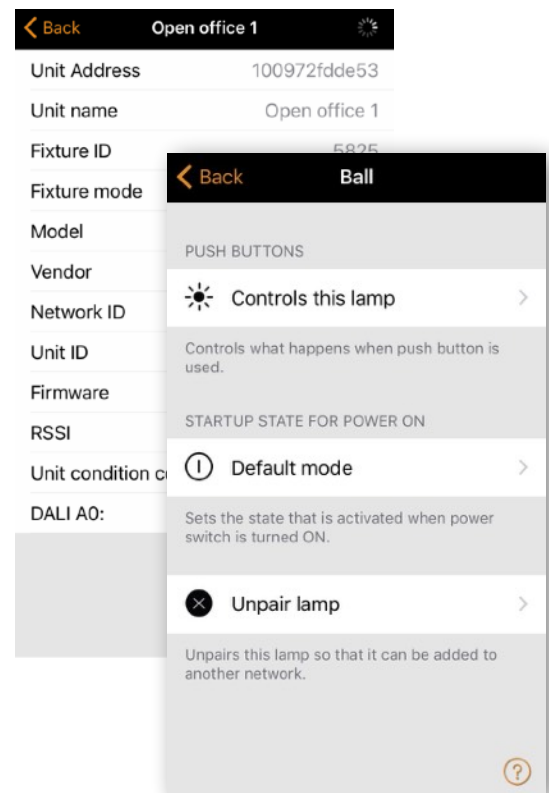 Back Open office 1
Unit Address 100972fdde53
Unit name Open office 1
Fixture ID 5825
Fixture mode
Model
Vendor
Network ID
Unit ID
Firmware
RSSI
Unit condition
DALI A0:
Back Ball
PUSH BUTTONS
Controls this lamp
Controls what happens when push button is
used.
STARTUP STATE FOR POWER ON
Default mode
Sets the state that is activated when power
switch is turned ON.
Unpair lamp
Unpairs this lamp so that it can be added to
another network.
?